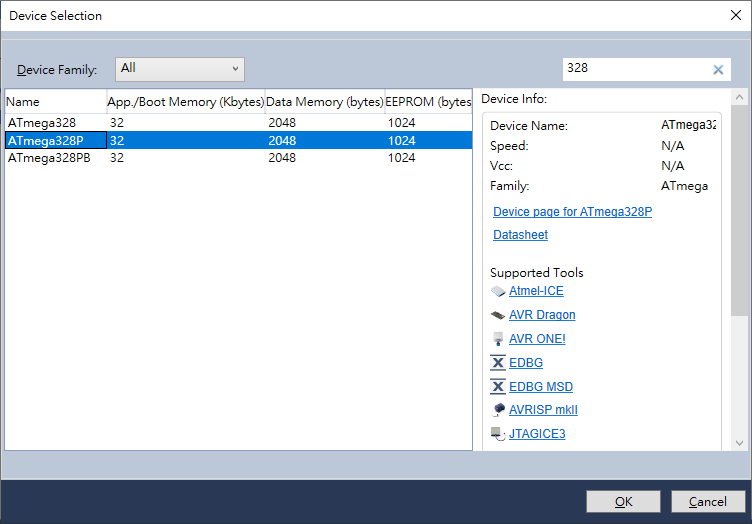 Device Selection
Device Family: All 328
Name App./Boot Memory (Kbytes) Data Memory (bytes) EEPROM (bytes
ATmega328 32 2048 1024
ATmega328P 32 2048 1024
ATmega328PB 32 2048 1024
Device Info:
Device Name: ATmega32
Speed: N/A
Vcc: N/A
Family: ATmega
Device page for ATmega328P
Datasheet
Supported Tools
Atmel-ICE
AVR Dragon
AVR ONE!
EDBG
EDBG MSD
AVRISP mkII
JTAGICE3
OK Cancel